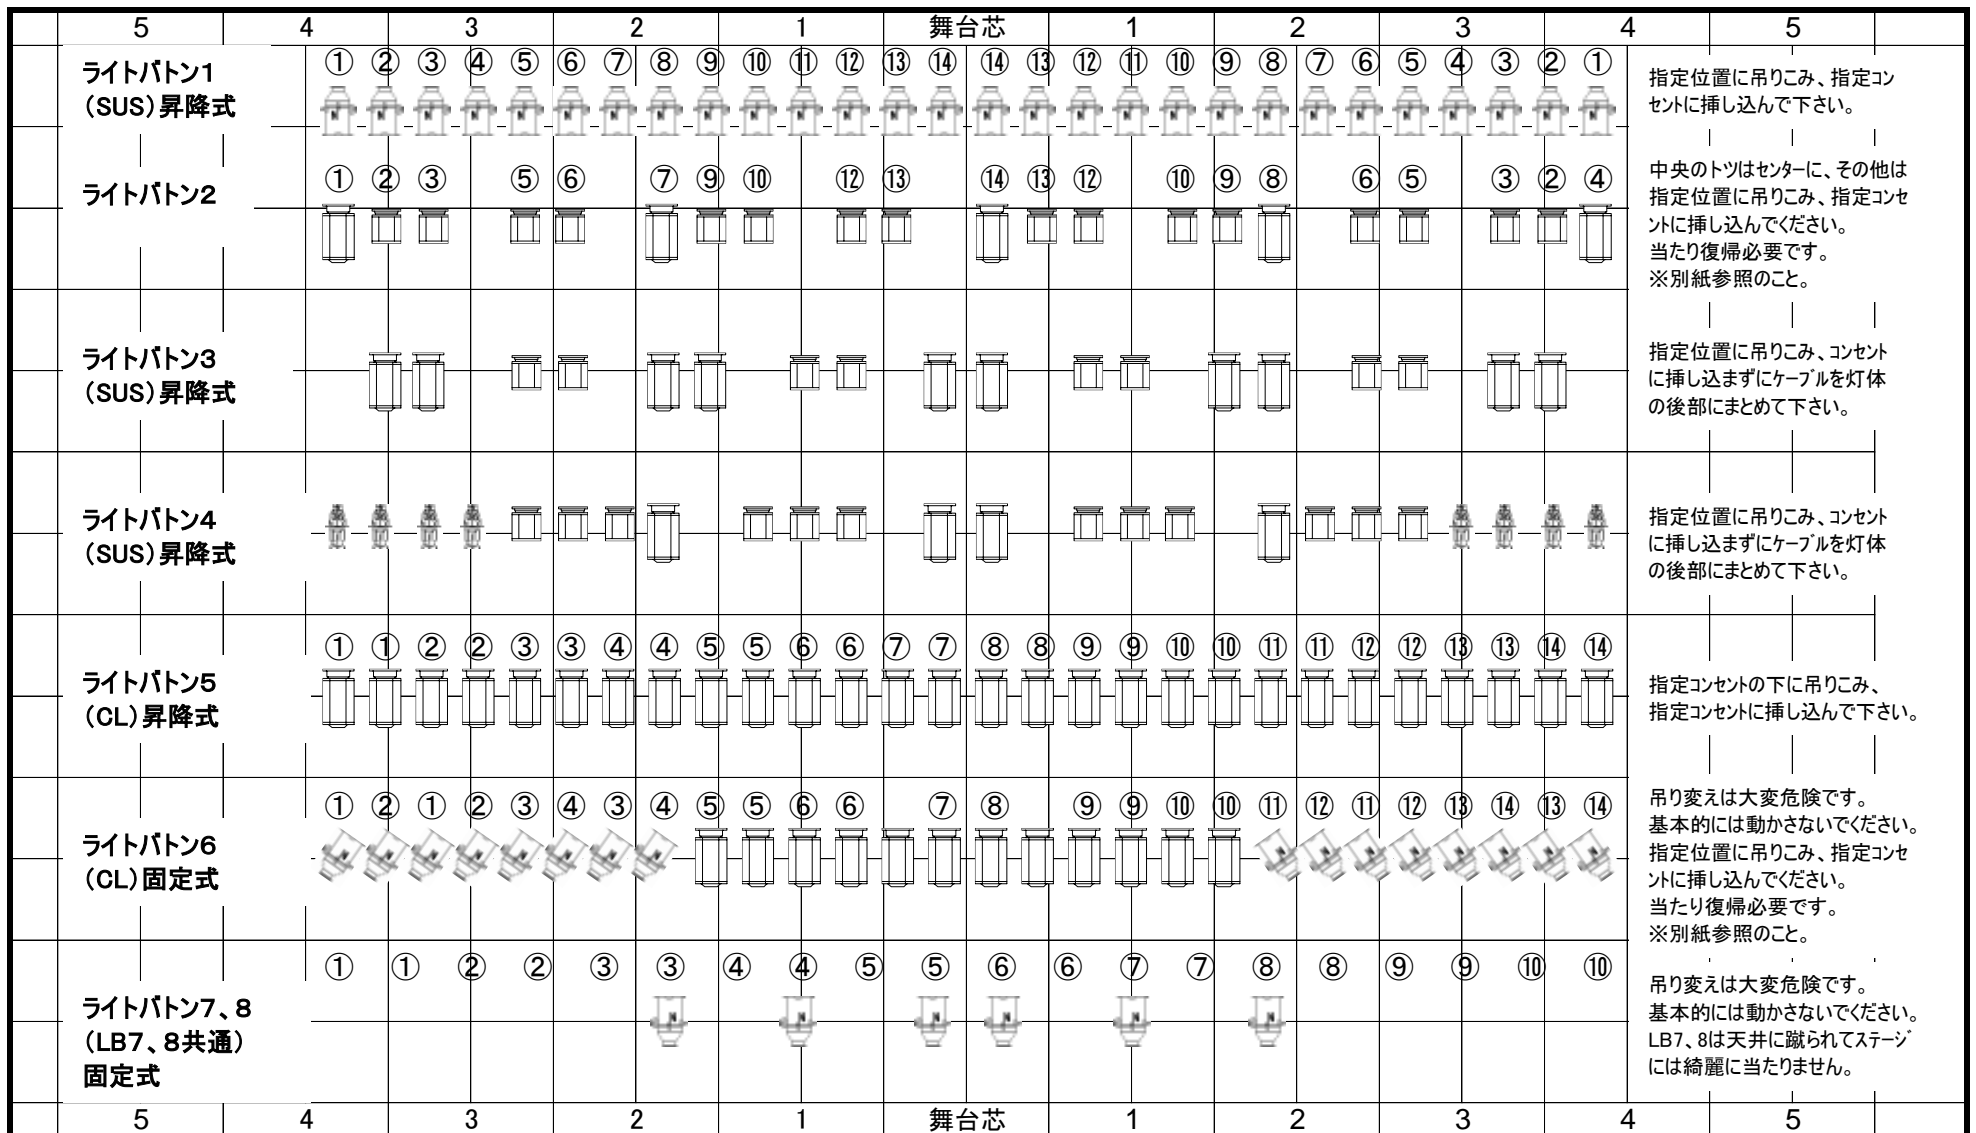 5 4 3 2 1 舞台芯 1 2 3 4 5
ライトバトン1
（SUS）昇降式
① ② ③ ④ ⑤ ⑥ ⑦ ⑧ ⑨ ⑩ ⑪ ⑫ ⑬ ⑭ ⑭ ⑬ ⑫ ⑪ ⑩ ⑨ ⑧ ⑦ ⑥ ⑤ ④ ③ ② ①
指定位置に吊りこみ、指定コン
セントに挿し込んで下さい。
ライトバトン2
① ② ③ ⑤ ⑥ ⑦ ⑨ ⑩ ⑫ ⑬ ⑭ ⑬ ⑫ ⑩ ⑨ ⑧ ⑥ ⑤ ③ ② ④
中央のトツはセンターに、その他は
指定位置に吊りこみ、指定コンセ
ントに挿し込んでください。
当たり復帰必要です。
※別紙参照のこと。
ライトバトン3
（SUS）昇降式
指定位置に吊りこみ、コンセント
に挿し込まずにケーブルを灯体
の後部にまとめて下さい。
ライトバトン4
（SUS）昇降式
指定位置に吊りこみ、コンセント
に挿し込まずにケーブルを灯体
の後部にまとめて下さい。
ライトバトン5
（CL）昇降式
① ① ② ② ③ ③ ④ ④ ⑤ ⑤ ⑥ ⑥ ⑦ ⑦ ⑧ ⑧ ⑨ ⑨ ⑩ ⑩ ⑪ ⑪ ⑫ ⑫ ⑬ ⑬ ⑭ ⑭
指定コンセントの下に吊りこみ、
指定コンセントに挿し込んで下さい。
ライトバトン6
（CL）固定式
① ② ① ② ③ ④ ③ ④ ⑤ ⑤ ⑥ ⑥ ⑦ ⑧ ⑨ ⑨ ⑩ ⑩ ⑪ ⑫ ⑪ ⑫ ⑬ ⑭ ⑬ ⑭
吊り変えは大変危険です。
基本的には動かさないでください。
指定位置に吊りこみ、指定コンセ
ントに挿し込んでください。
当たり復帰必要です。
※別紙参照のこと。
ライトバトン7、8
（LB7、8共通）
固定式
① ① ② ② ③ ③ ④ ④ ⑤ ⑤ ⑥ ⑥ ⑦ ⑦ ⑧ ⑧ ⑨ ⑨ ⑩ ⑩
吊り変えは大変危険です。
基本的には動かさないでください。
LB7、8は天井に蹴られてステージ
には綺麗に当たりません。
5 4 3 2 1 舞台芯 1 2 3 4 5